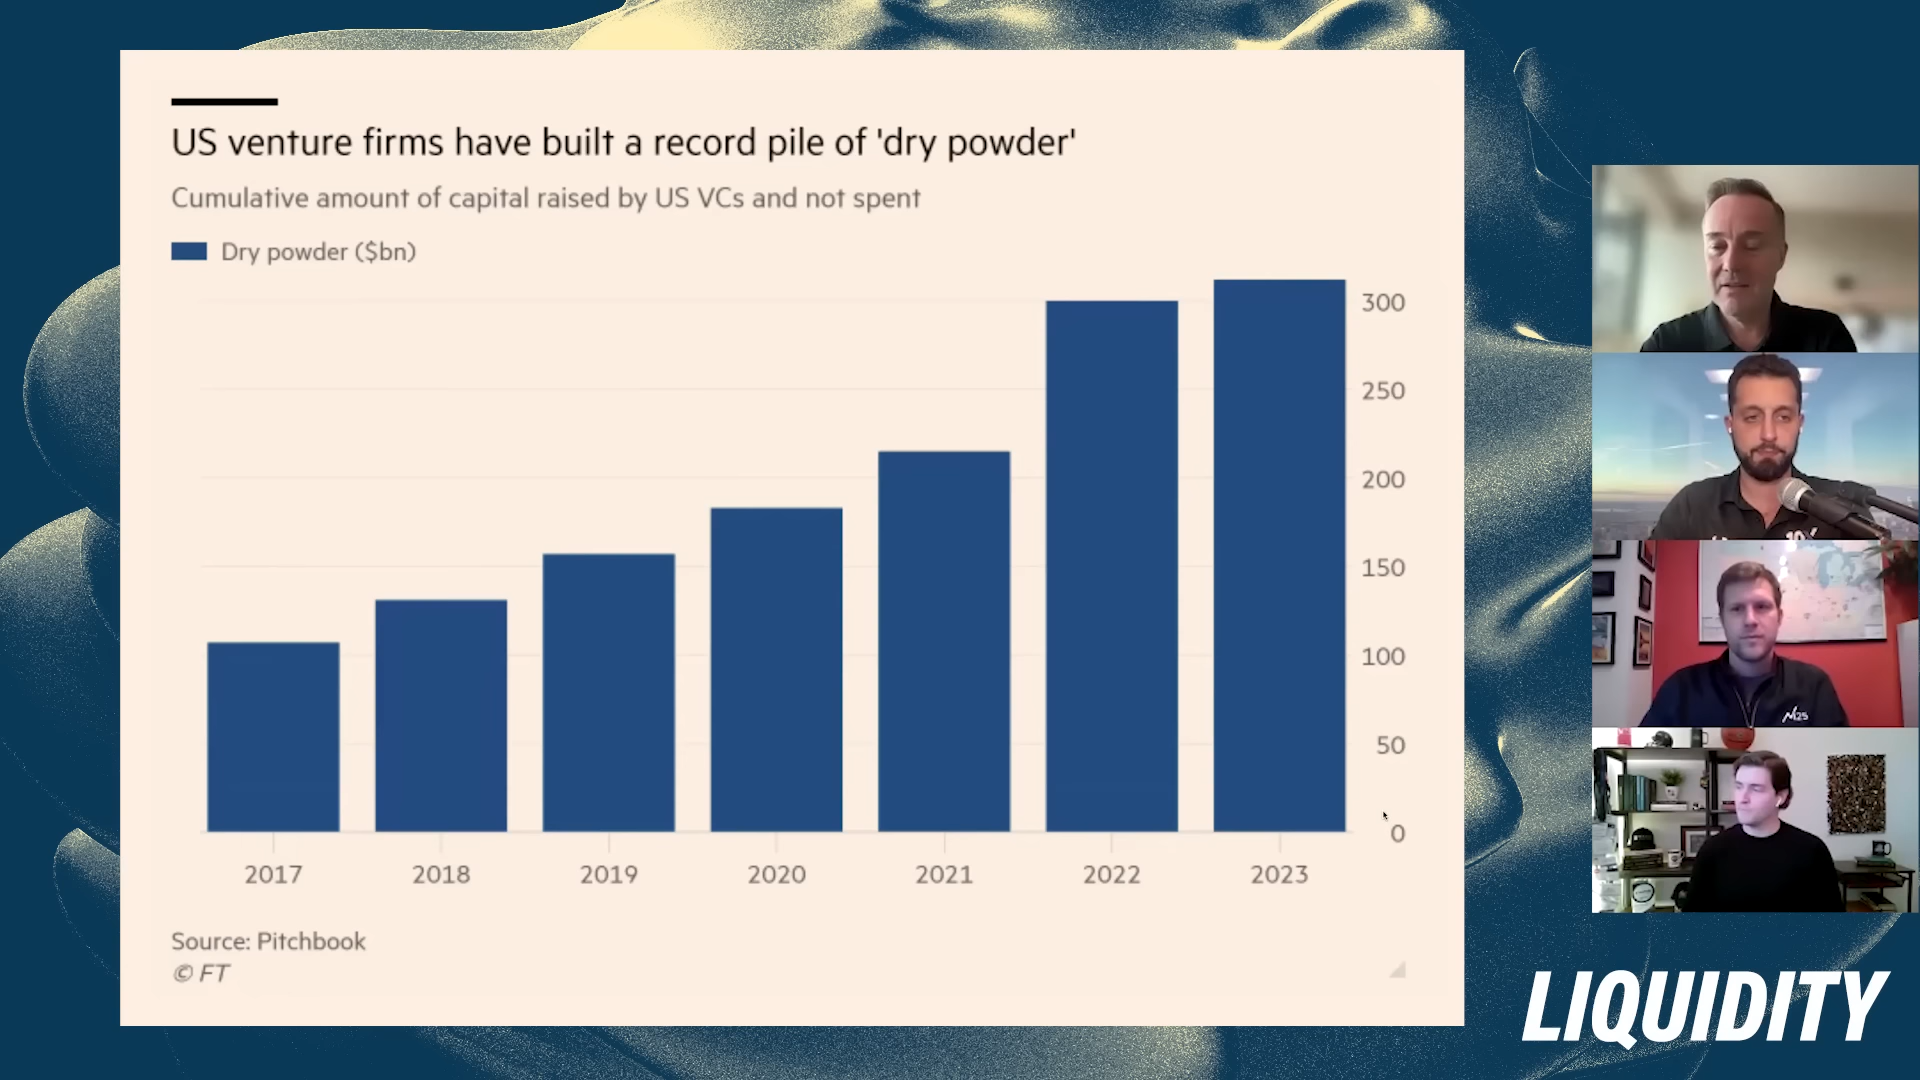 US venture firms have built a record pile of 'dry powder'
Cumulative amount of capital raised by US VCs and not spent
Dry powder ($bn)
300
250
200
150
100
50
0
2017 2018 2019 2020 2021 2022 2023
Source: Pitchbook
© FT
M25
LIQUIDITY